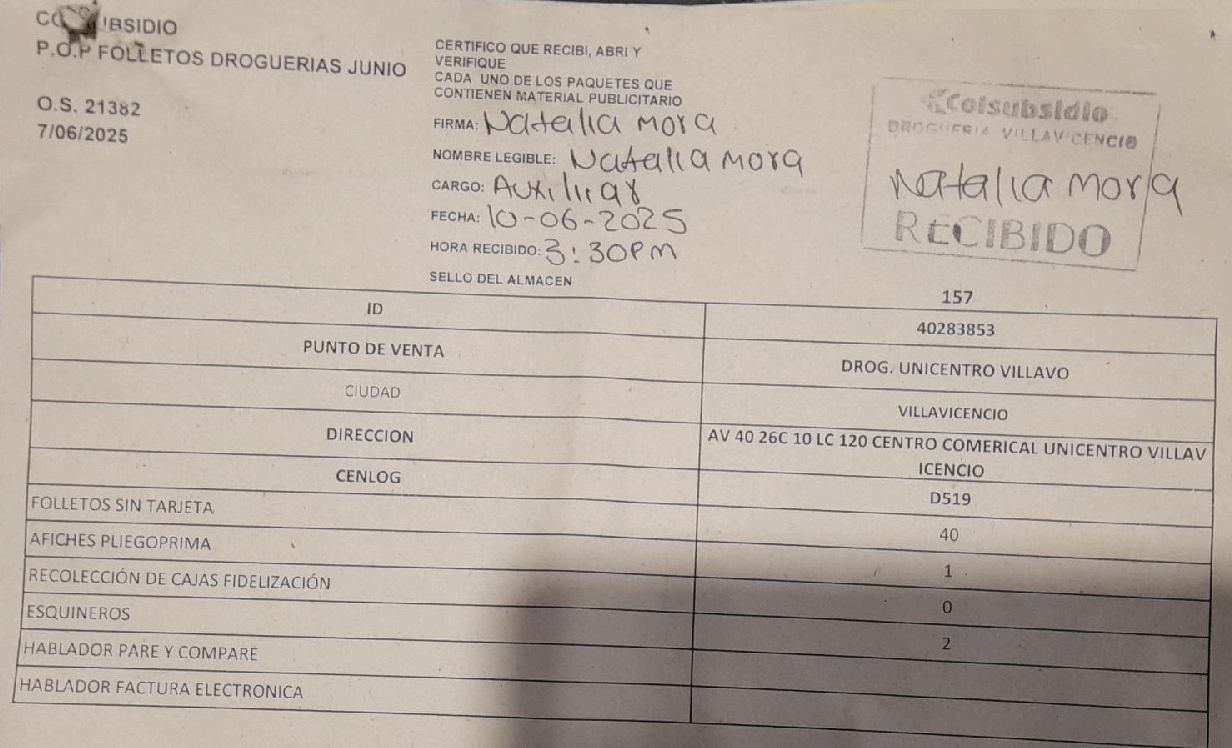 CO UBSIDIO
P.O.P FOLLETOS DROGUERIAS JUNIO
O.S. 21382
7/06/2025
CERTIFICO QUE RECIBI, ABRI Y
VERIFIQUE
CADA UNO DE LOS PAQUETES QUE
CONTIENEN MATERIAL PUBLICITARIO
FIRMA: Natalia mora
NOMBRE LEGIBLE: Natalia mora
CARGO: Auxiliar
FECHA: 10-06-2025
HORA RECIBIDO: 3:30PM
SELLO DEL ALMACEN
Colsubsidio
DROGUERIA VILLAVICENCIO
Natalia mora
RECIBIDO
157
ID 40283853
PUNTO DE VENTA DROG. UNICENTRO VILLAVO
CIUDAD VILLAVICENCIO
DIRECCION AV 40 26C 10 LC 120 CENTRO COMERICAL UNICENTRO VILLAV
ICENCIO
CENLOG D519
FOLLETOS SIN TARJETA 40
AFICHES PLIEGOPRIMA 1
RECOLECCIÓN DE CAJAS FIDELIZACIÓN 0
ESQUINEROS 2
HABLADOR PARE Y COMPARE
HABLADOR FACTURA ELECTRONICA